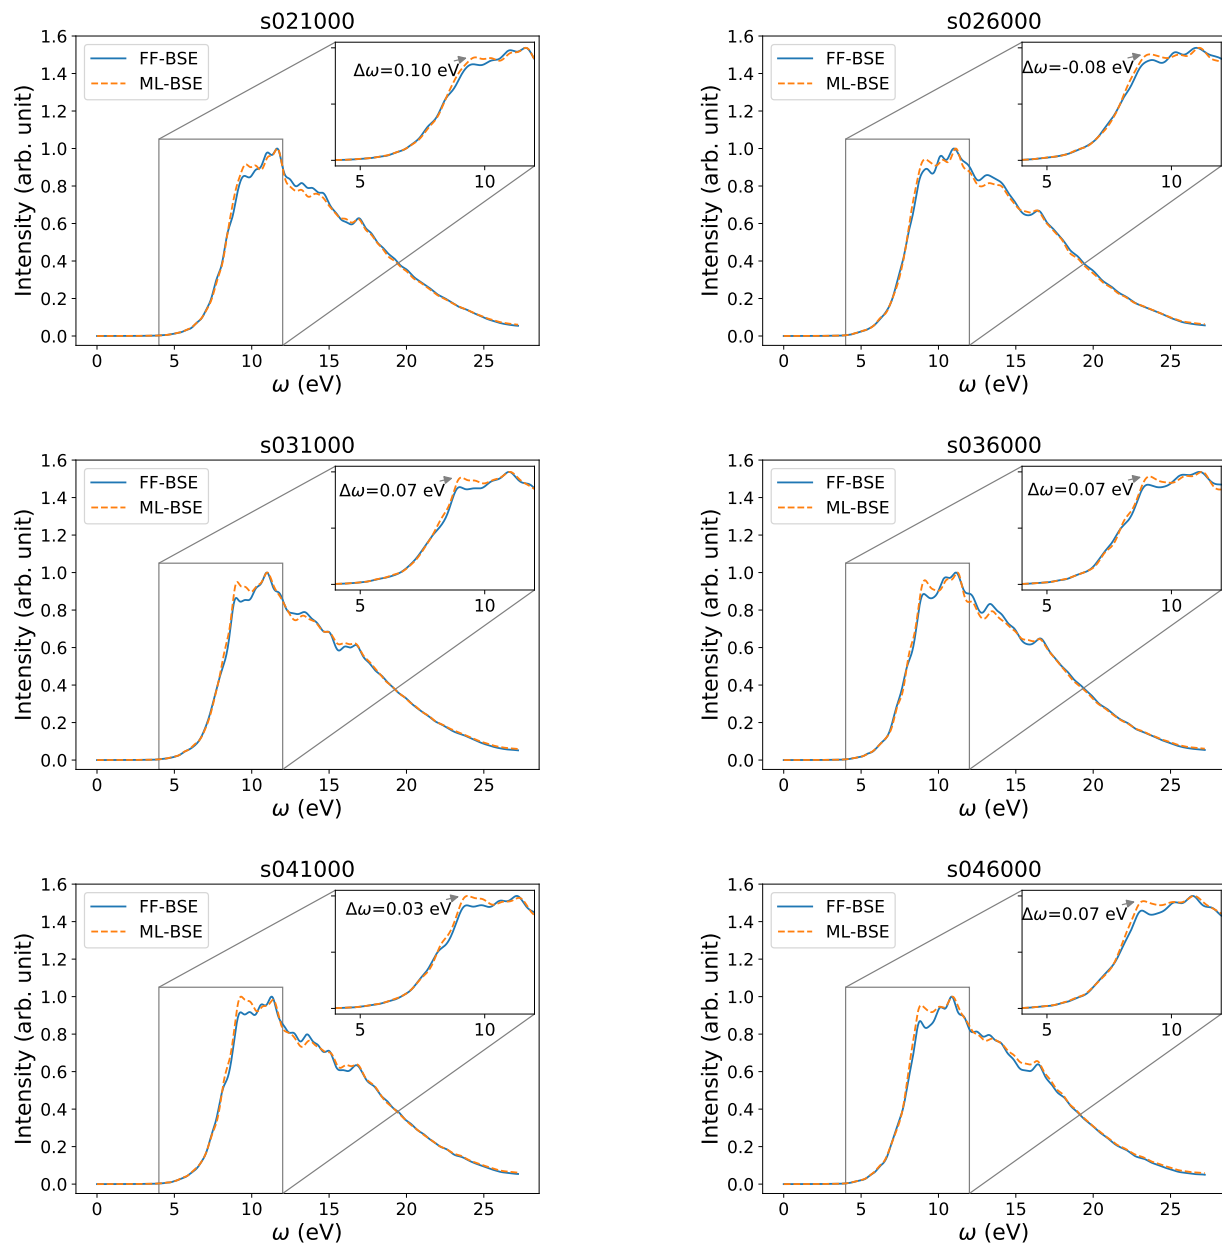 s021000
FF-BSE
ML-BSE
Δω=0.10 eV
5 10
1.6
1.4
1.2
1.0
0.8
0.6
0.4
0.2
0.0
Intensity (arb. unit)
0 5 10 15 20 25
ω (eV)
s026000
FF-BSE
ML-BSE
Δω=-0.08 eV
5 10
1.6
1.4
1.2
1.0
0.8
0.6
0.4
0.2
0.0
Intensity (arb. unit)
0 5 10 15 20 25
ω (eV)
s031000
FF-BSE
ML-BSE
Δω=0.07 eV
5 10
1.6
1.4
1.2
1.0
0.8
0.6
0.4
0.2
0.0
Intensity (arb. unit)
0 5 10 15 20 25
ω (eV)
s036000
FF-BSE
ML-BSE
Δω=0.07 eV
5 10
1.6
1.4
1.2
1.0
0.8
0.6
0.4
0.2
0.0
Intensity (arb. unit)
0 5 10 15 20 25
ω (eV)
s041000
FF-BSE
ML-BSE
Δω=0.03 eV
5 10
1.6
1.4
1.2
1.0
0.8
0.6
0.4
0.2
0.0
Intensity (arb. unit)
0 5 10 15 20 25
ω (eV)
s046000
FF-BSE
ML-BSE
Δω=0.07 eV
5 10
1.6
1.4
1.2
1.0
0.8
0.6
0.4
0.2
0.0
Intensity (arb. unit)
0 5 10 15 20 25
ω (eV)